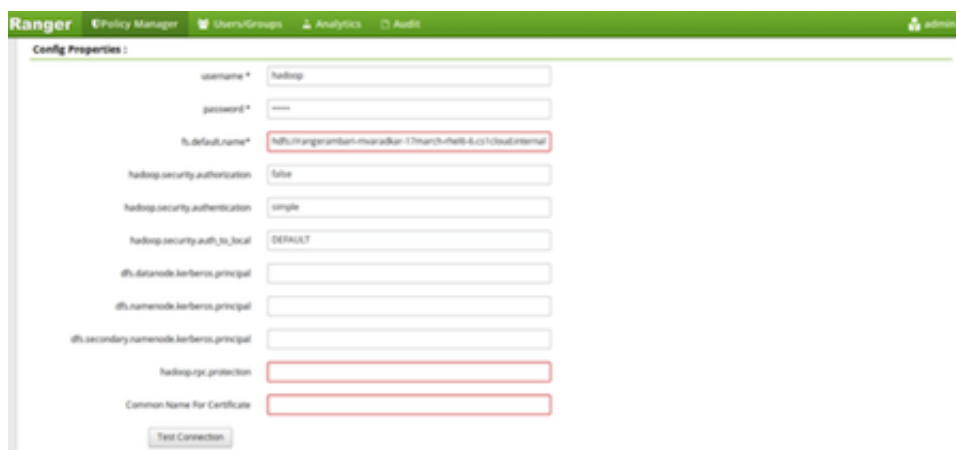 Ranger Policy Manager Users/Groups Analytics Audit admin
Config Properties :
username * hadoop
password * •••••
fs.default.name* hdfs://rangerambari-mvaradkar-17march-rhel6-6.cs1cloud.internal
hadoop.security.authorization false
hadoop.security.authentication simple
hadoop.security.auth_to_local DEFAULT
dfs.datanode.kerberos.principal
dfs.namenode.kerberos.principal
dfs.secondary.namenode.kerberos.principal
hadoop.rpc.protection
Common Name For Certificate
Test Connection